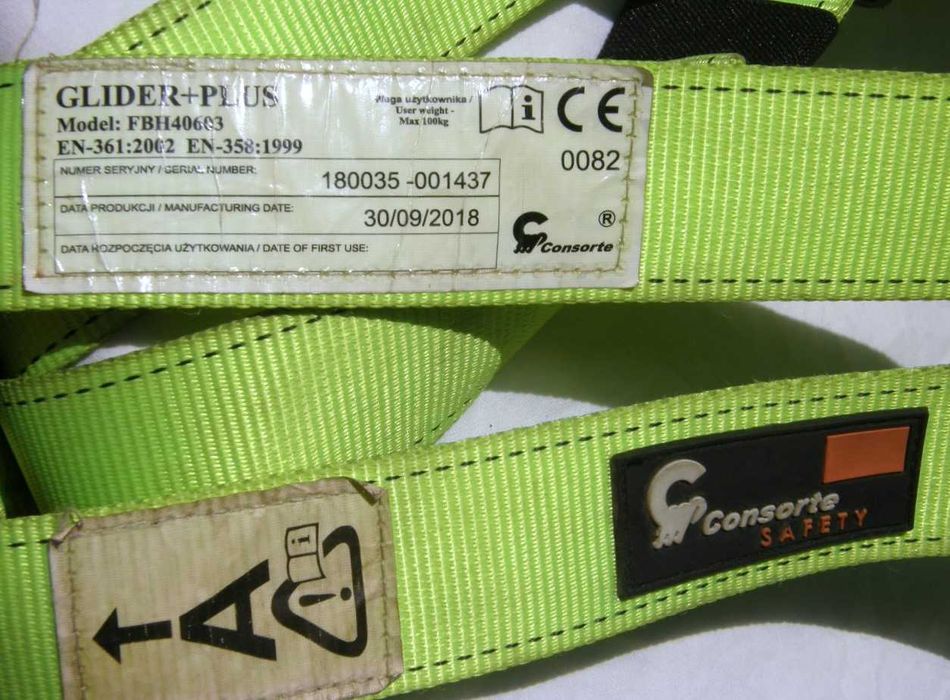 GLIDER+PLUS
Model: FBH40603
EN-361:2002 EN-358:1999
Waga użytkownika /
User weight -
Max 100kg
i
CE
0082
NUMER SERYJNY / SERIAL NUMBER:
180035 -001437
DATA PRODUKCJI / MANUFACTURING DATE:
30/09/2018
DATA ROZPOCZĘCIA UŻYTKOWANIA / DATE OF FIRST USE:
®
Consorte
A
i
!
Consorte
SAFETY